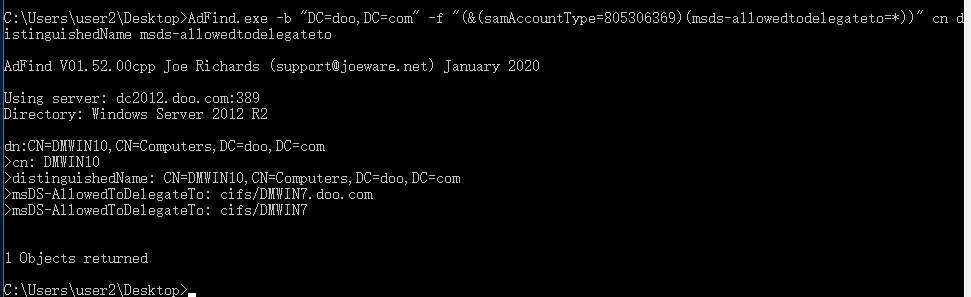 C:\Users\user2\Desktop>AdFind.exe -b "DC=doo,DC=com" -f "(&(samAccountType=805306369)(msds-allowedtodelegateto=*))" cn d
istinguishedName msds-allowedtodelegateto
AdFind V01.52.00cpp Joe Richards (support@joeware.net) January 2020
Using server: dc2012.doo.com:389
Directory: Windows Server 2012 R2
dn:CN=DMWIN10,CN=Computers,DC=doo,DC=com
>cn: DMWIN10
>distinguishedName: CN=DMWIN10,CN=Computers,DC=doo,DC=com
>msDS-AllowedToDelegateTo: cifs/DMWIN7.doo.com
>msDS-AllowedToDelegateTo: cifs/DMWIN7
1 Objects returned
C:\Users\user2\Desktop>